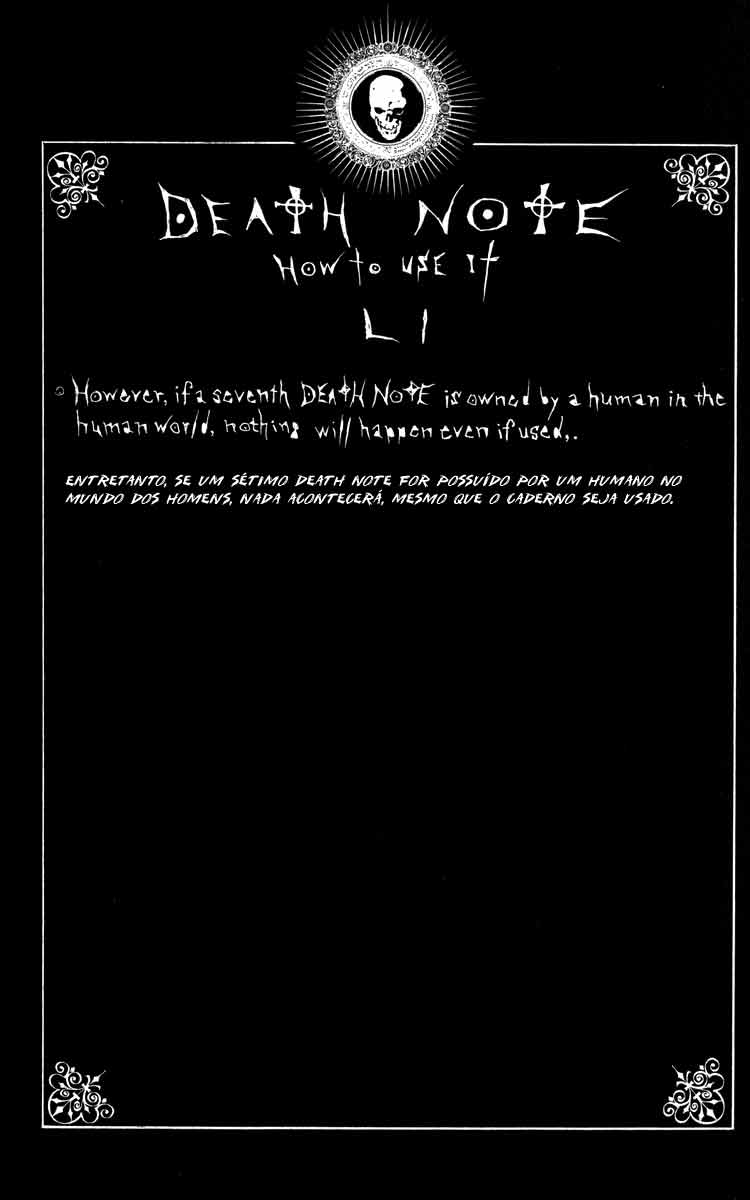 DEATH NOTE
HOW to USE It
LI
However, if a seventh DEATH NOTE is owned by a human in the
human world, nothing will happen even if used,.
ENTRETANTO, SE UM SÉTIMO DEATH NOTE FOR POSSUÍDO POR UM HUMANO NO
MUNDO DOS HOMENS, NADA ACONTECERÁ, MESMO QUE O CADERNO SEJA USADO.